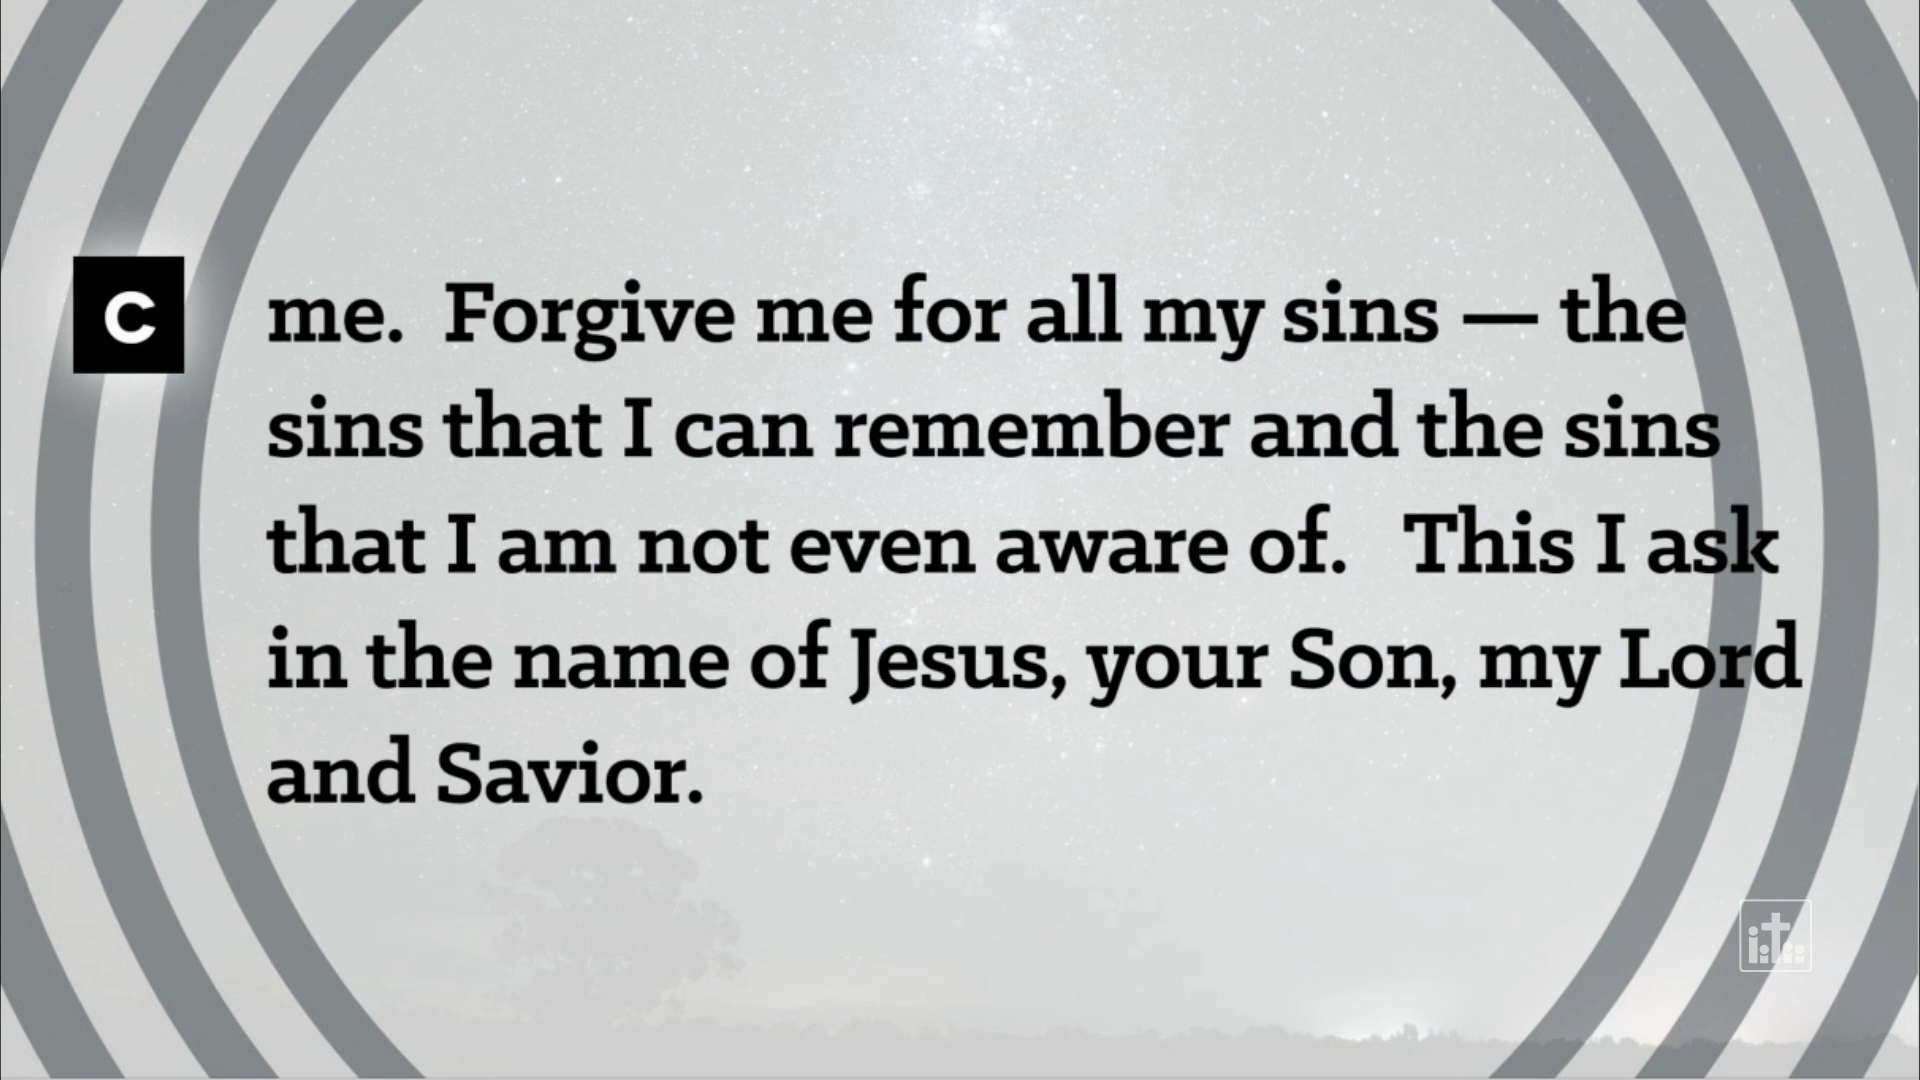 C
me.  Forgive me for all my sins — the
sins that I can remember and the sins
that I am not even aware of.   This I ask
in the name of Jesus, your Son, my Lord
and Savior.